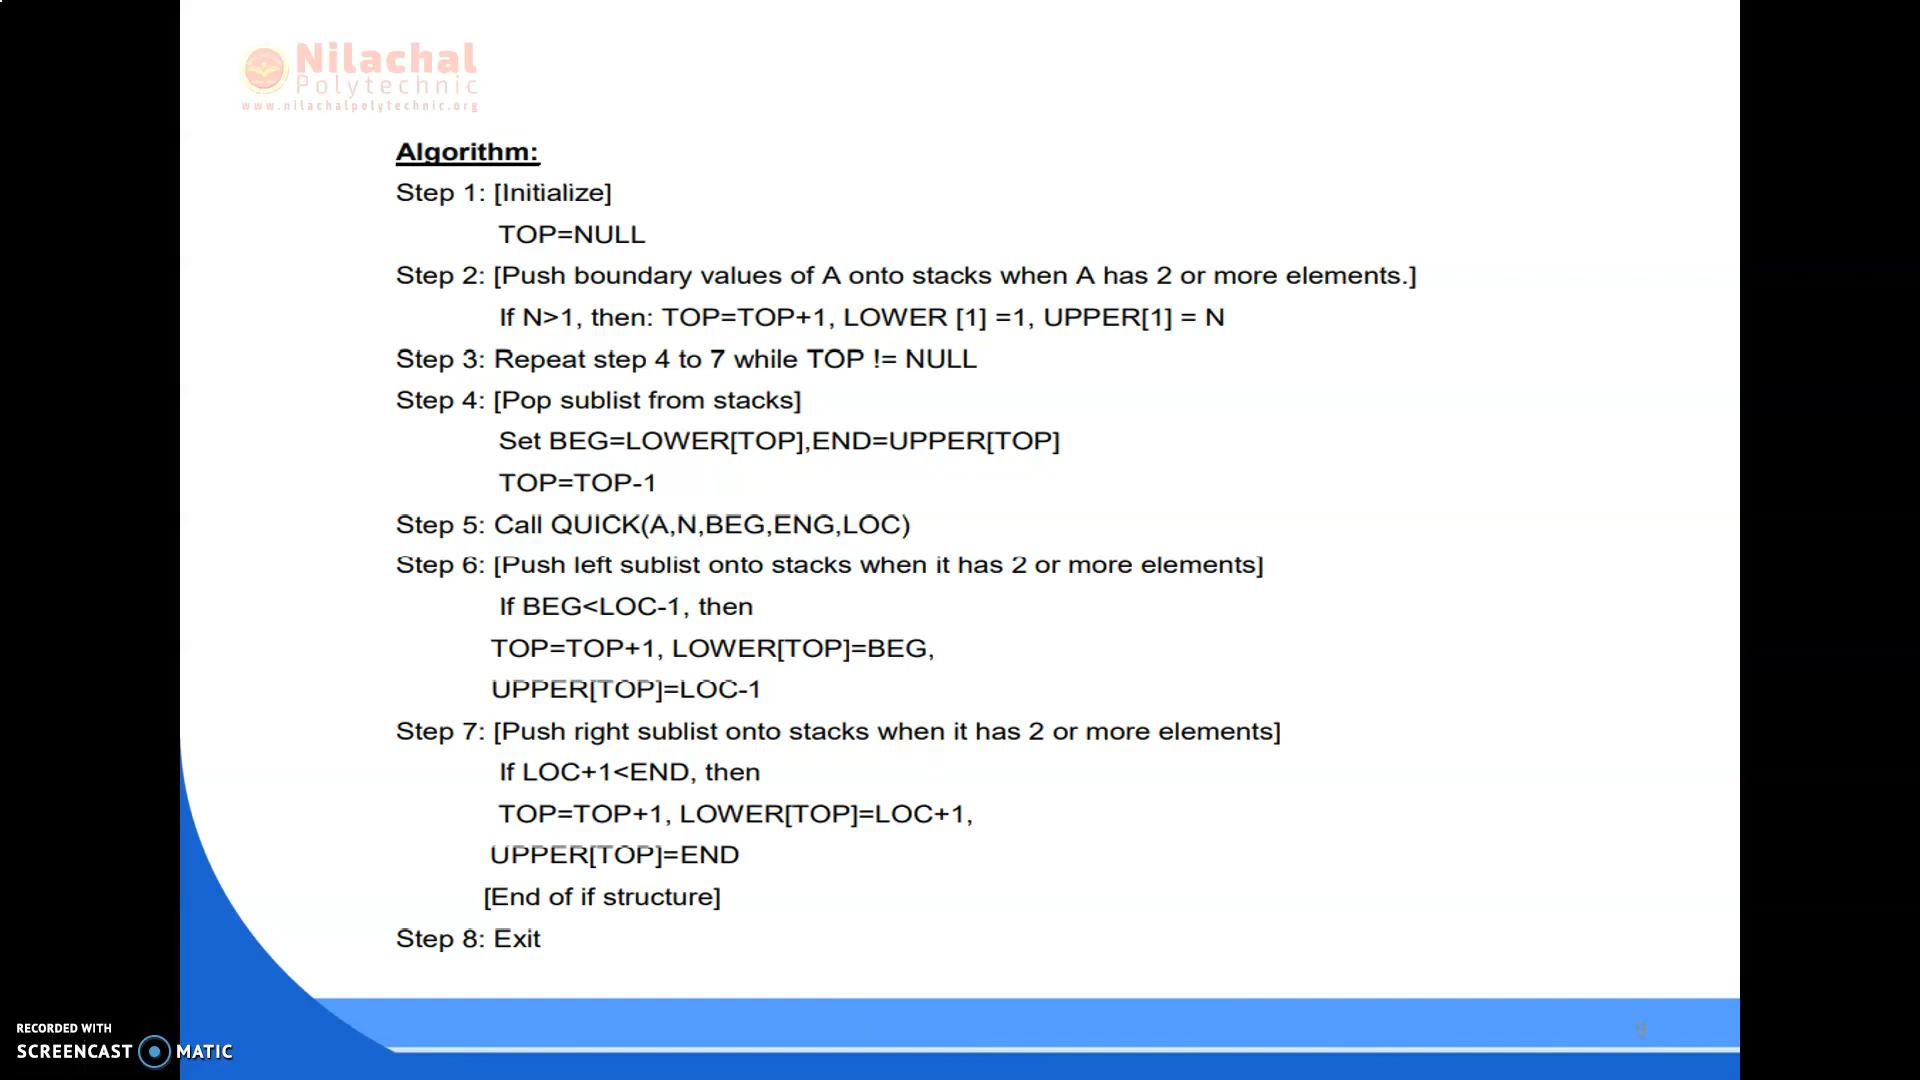 Nilachal
Polytechnic
www.nilachalpolytechnic.org
Algorithm:
Step 1: [Initialize]
TOP=NULL
Step 2: [Push boundary values of A onto stacks when A has 2 or more elements.]
If N>1, then: TOP=TOP+1, LOWER [1] =1, UPPER[1] = N
Step 3: Repeat step 4 to 7 while TOP != NULL
Step 4: [Pop sublist from stacks]
Set BEG=LOWER[TOP],END=UPPER[TOP]
TOP=TOP-1
Step 5: Call QUICK(A,N,BEG,ENG,LOC)
Step 6: [Push left sublist onto stacks when it has 2 or more elements]
If BEG<LOC-1, then
TOP=TOP+1, LOWER[TOP]=BEG,
UPPER[TOP]=LOC-1
Step 7: [Push right sublist onto stacks when it has 2 or more elements]
If LOC+1<END, then
TOP=TOP+1, LOWER[TOP]=LOC+1,
UPPER[TOP]=END
[End of if structure]
Step 8: Exit
9
RECORDED WITH
SCREENCAST MATIC